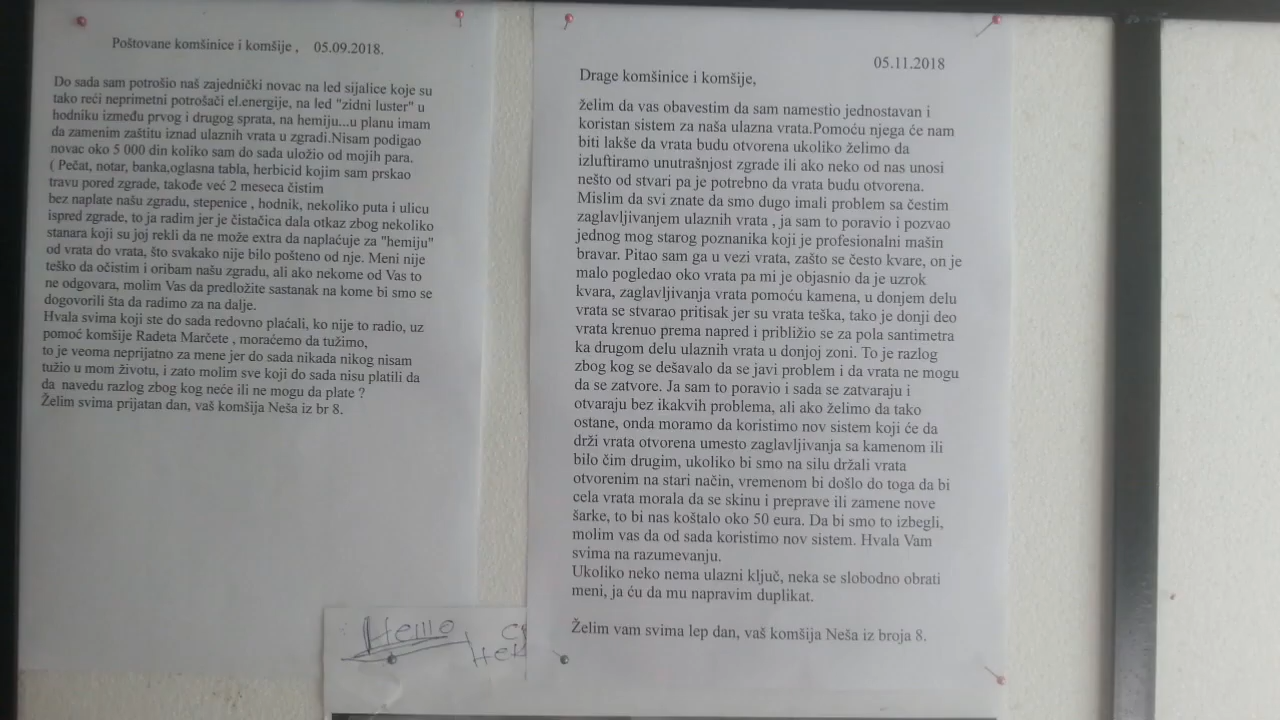 Poštovane komšinice i komšije , 05.09.2018.
Do sada sam potrošio naš zajednički novac na led sijalice koje su
tako reći neprimetni potrošači el.energije, na led "zidni luster" u
hodniku između prvog i drugog sprata, na hemiju...u planu imam
da zamenim zaštitu iznad ulaznih vrata u zgradi.Nisam podigao
novac oko 5 000 din koliko sam do sada uložio od mojih para.
( Pečat, notar, banka,oglasna tabla, herbicid kojim sam prskao
travu pored zgrade, takođe već 2 meseca čistim
bez naplate našu zgradu, stepenice , hodnik, nekoliko puta i ulicu
ispred zgrade, to ja radim jer je čistačica dala otkaz zbog nekoliko
stanara koji su joj rekli da ne može extra da naplaćuje za "hemiju"
od vrata do vrata, što svakako nije bilo pošteno od nje. Meni nije
teško da očistim i oribam našu zgradu, ali ako nekome od Vas to
ne odgovara, molim Vas da predložite sastanak na kome bi smo se
dogovorili šta da radimo za na dalje.
Hvala svima koji ste do sada redovno plaćali, ko nije to radio, uz
pomoć komšije Radeta Marčete , moraćemo da tužimo,
to je veoma neprijatno za mene jer do sada nikada nikog nisam
tužio u mom životu, i zato molim sve koji do sada nisu platili da
da navedu razlog zbog kog neće ili ne mogu da plate ?
Želim svima prijatan dan, vaš komšija Neša iz br 8.
05.11.2018
Drage komšinice i komšije,
želim da vas obavestim da sam namestio jednostavan i
koristan sistem za naša ulazna vrata.Pomoću njega će nam
biti lakše da vrata budu otvorena ukoliko želimo da
izluftiramo unutrašnjost zgrade ili ako neko od nas unosi
nešto od stvari pa je potrebno da vrata budu otvorena.
Mislim da svi znate da smo dugo imali problem sa čestim
zaglavljivanjem ulaznih vrata , ja sam to poravio i pozvao
jednog mog starog poznanika koji je profesionalni mašin
bravar. Pitao sam ga u vezi vrata, zašto se često kvare, on je
malo pogledao oko vrata pa mi je objasnio da je uzrok
kvara, zaglavljivanja vrata pomoću kamena, u donjem delu
vrata se stvarao pritisak jer su vrata teška, tako je donji deo
vrata krenuo prema napred i približio se za pola santimetra
ka drugom delu ulaznih vrata u donjoj zoni. To je razlog
zbog kog se dešavalo da se javi problem i da vrata ne mogu
da se zatvore. Ja sam to poravio i sada se zatvaraju i
otvaraju bez ikakvih problema, ali ako želimo da tako
ostane, onda moramo da koristimo nov sistem koji će da
drži vrata otvorena umesto zaglavljivanja sa kamenom ili
bilo čim drugim, ukoliko bi smo na silu držali vrata
otvorenim na stari način, vremenom bi došlo do toga da bi
cela vrata morala da se skinu i preprave ili zamene nove
šarke, to bi nas koštalo oko 50 eura. Da bi smo to izbegli,
molim vas da od sada koristimo nov sistem. Hvala Vam
svima na razumevanju.
Ukoliko neko nema ulazni ključ, neka se slobodno obrati
meni, ja ću da mu napravim duplikat.
Želim vam svima lep dan, vaš komšija Neša iz broja 8.